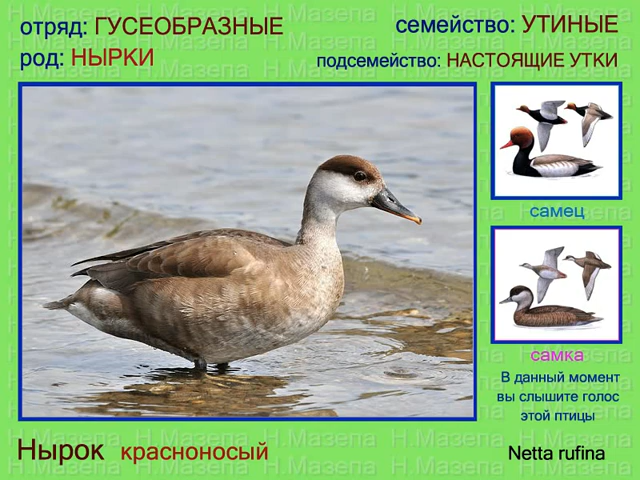 отряд: ГУСЕОБРАЗНЫЕ
семейство: УТИНЫЕ
род: НЫРКИ
подсемейство: НАСТОЯЩИЕ УТКИ
самец
самка
В данный момент
вы слышите голос
этой птицы
Нырок красноносый
Netta rufina
Н.Мазепа